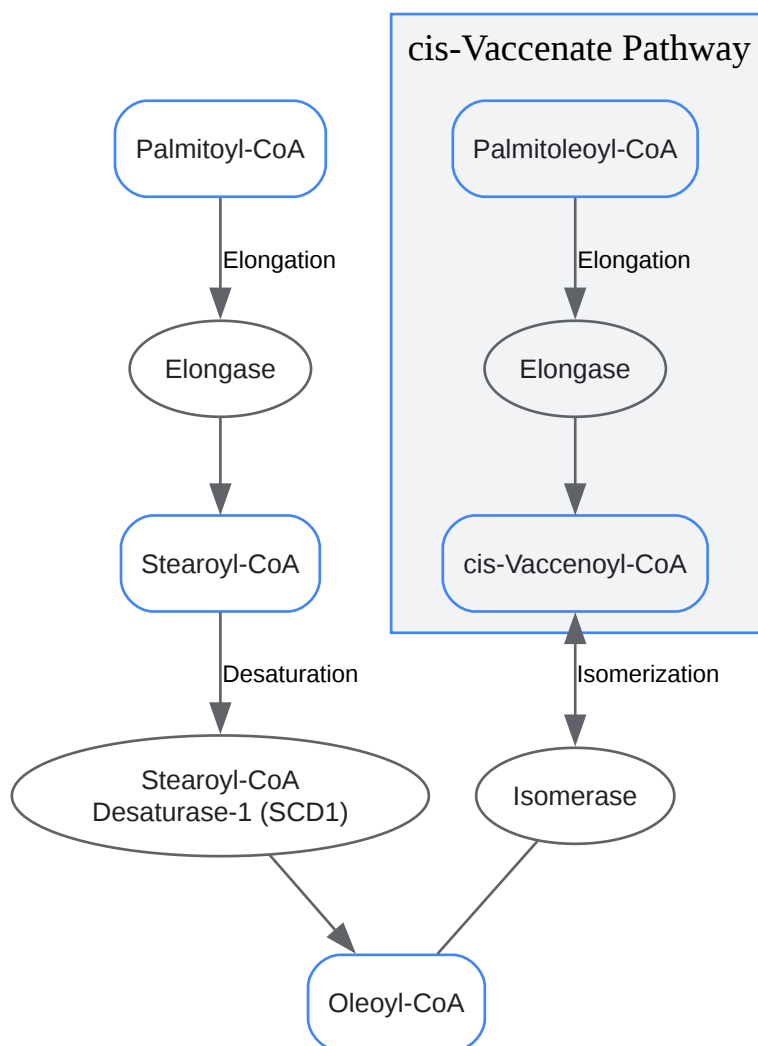 cis-Vaccenate Pathway
Palmitoyl-CoA
Palmitoleoyl-CoA
Elongation
Elongation
Elongase
Elongase
Stearoyl-CoA
cis-Vaccenoyl-CoA
Desaturation
Isomerization
Stearoyl-CoA
Desaturase-1 (SCD1)
Isomerase
Oleoyl-CoA